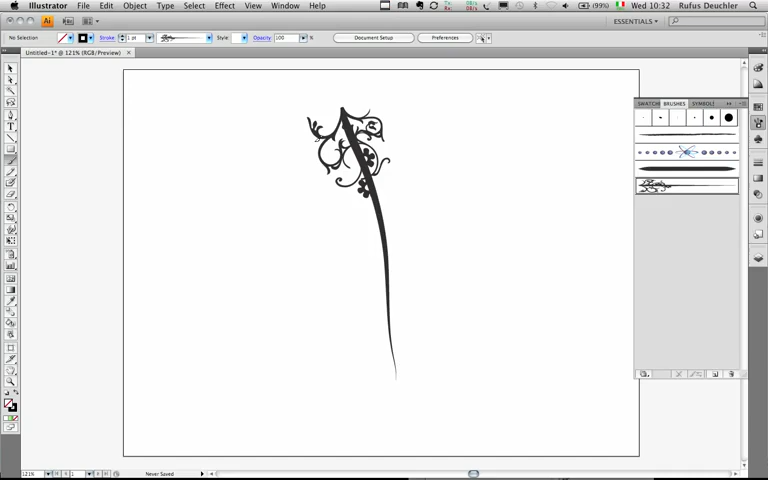 Illustrator File Edit Object Type Select Effect View Window Help (99%) Wed 10:32 Rufus Deuchler
Ai ESSENTIALS
No Selection Stroke: 1 pt Style: Opacity: 100 % Document Setup Preferences
Untitled-1* @ 121% (RGB/Preview)
SWATCH BRUSHES SYMBOL
121% 1 Never Saved